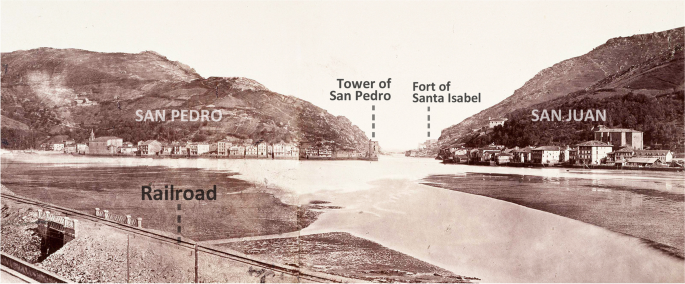 Tower of
San Pedro
Fort of
Santa Isabel
SAN PEDRO
SAN JUAN
Railroad